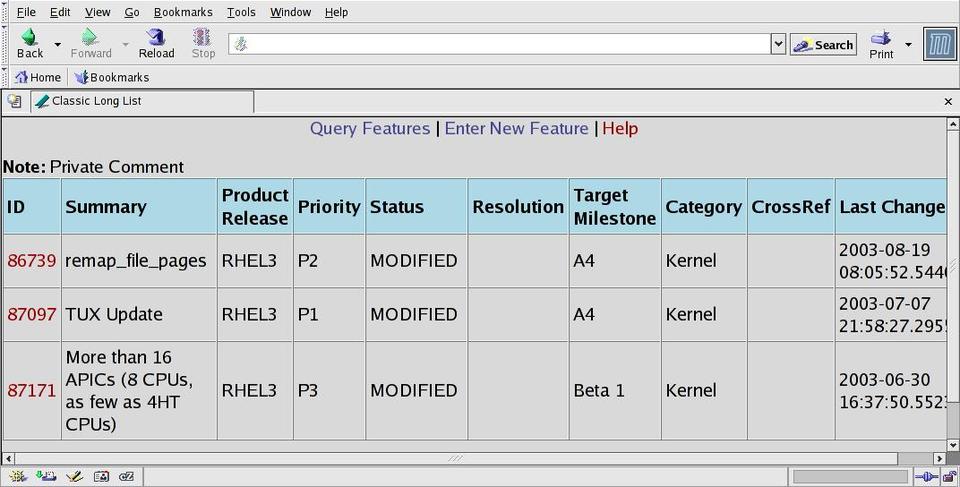 File Edit View Go Bookmarks Tools Window Help
Back Forward Reload Stop Search Print
Home Bookmarks
Classic Long List
Query Features | Enter New Feature | Help
Note: Private Comment
ID Summary Product Release Priority Status Resolution Target Milestone Category CrossRef Last Change
86739 remap_file_pages RHEL3 P2 MODIFIED A4 Kernel 2003-08-19
08:05:52.544
87097 TUX Update RHEL3 P1 MODIFIED A4 Kernel 2003-07-07
21:58:27.295
87171 More than 16
APICs (8 CPUs,
as few as 4HT
CPUs) RHEL3 P3 MODIFIED Beta 1 Kernel 2003-06-30
16:37:50.552